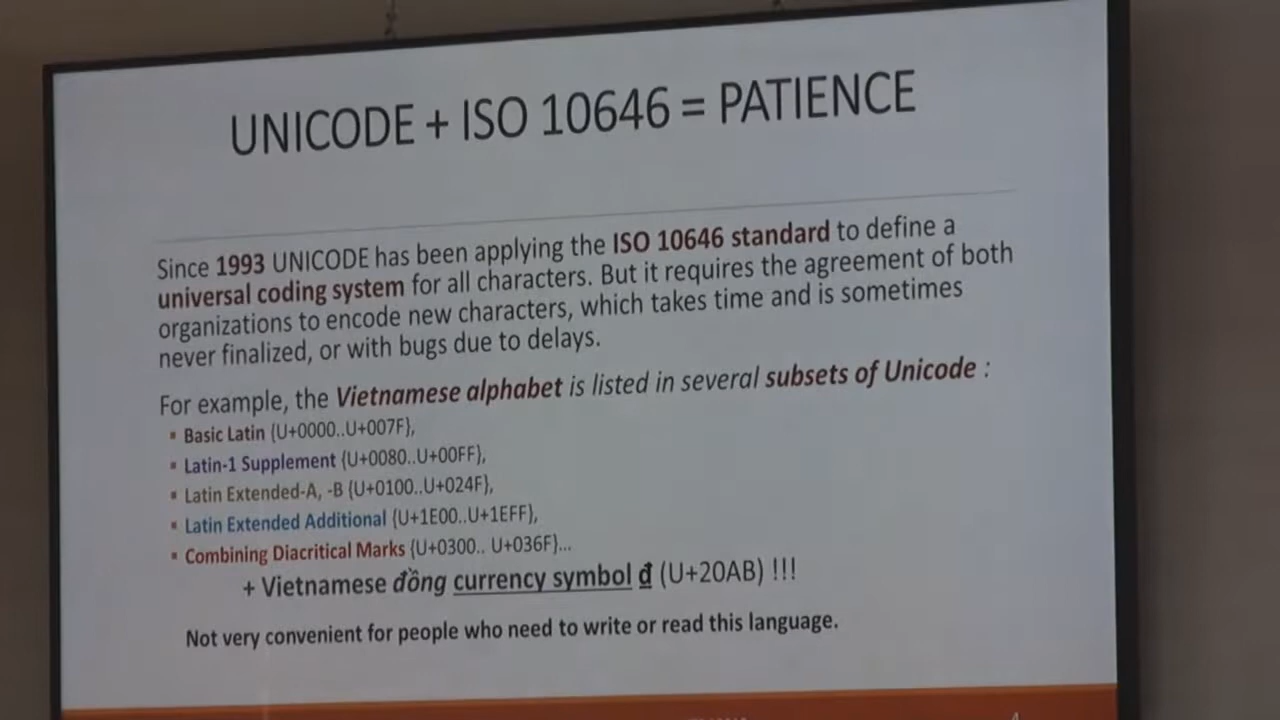 UNICODE + ISO 10646 = PATIENCE
Since 1993 UNICODE has been applying the ISO 10646 standard to define a
universal coding system for all characters. But it requires the agreement of both
organizations to encode new characters, which takes time and is sometimes
never finalized, or with bugs due to delays.
For example, the Vietnamese alphabet is listed in several subsets of Unicode :
▪ Basic Latin {U+0000..U+007F},
▪ Latin-1 Supplement {U+0080..U+00FF},
▪ Latin Extended-A, -B {U+0100..U+024F},
▪ Latin Extended Additional {U+1E00..U+1EFF},
▪ Combining Diacritical Marks {U+0300.. U+036F}...
+ Vietnamese đồng currency symbol ₫ (U+20AB) !!!
Not very convenient for people who need to write or read this language.